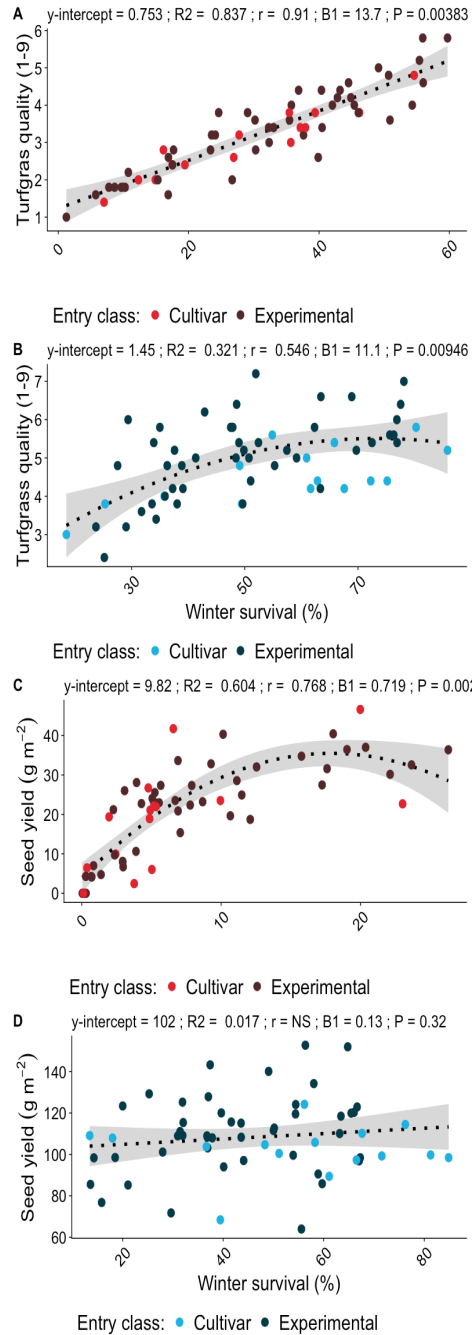 A
y-intercept = 0.753 ; R2 = 0.837 ; r = 0.91 ; B1 = 13.7 ; P = 0.00383
Turfgras quality (1-9)
6
5
4
3
2
1
0 20 40 60
Entry class: Cultivar Experimental
B
y-intercept = 1.45 ; R2 = 0.321 ; r = 0.546 ; B1 = 11.1 ; P = 0.00946
Turfgrass quality (1-9)
7
6
5
4
3
30 50 70
Winter survival (%)
Entry class: Cultivar Experimental
C
y-intercept = 9.82 ; R2 = 0.604 ; r = 0.768 ; B1 = 0.719 ; P = 0.002
Seed yield (g m⁻²)
40
30
20
10
0
0 10 20
Entry class: Cultivar Experimental
D
y-intercept = 102 ; R2 = 0.017 ; r = NS ; B1 = 0.13 ; P = 0.32
Seed yield (g m⁻²)
140
120
100
80
60
20 40 60 80
Winter survival (%)
Entry class: Cultivar Experimental